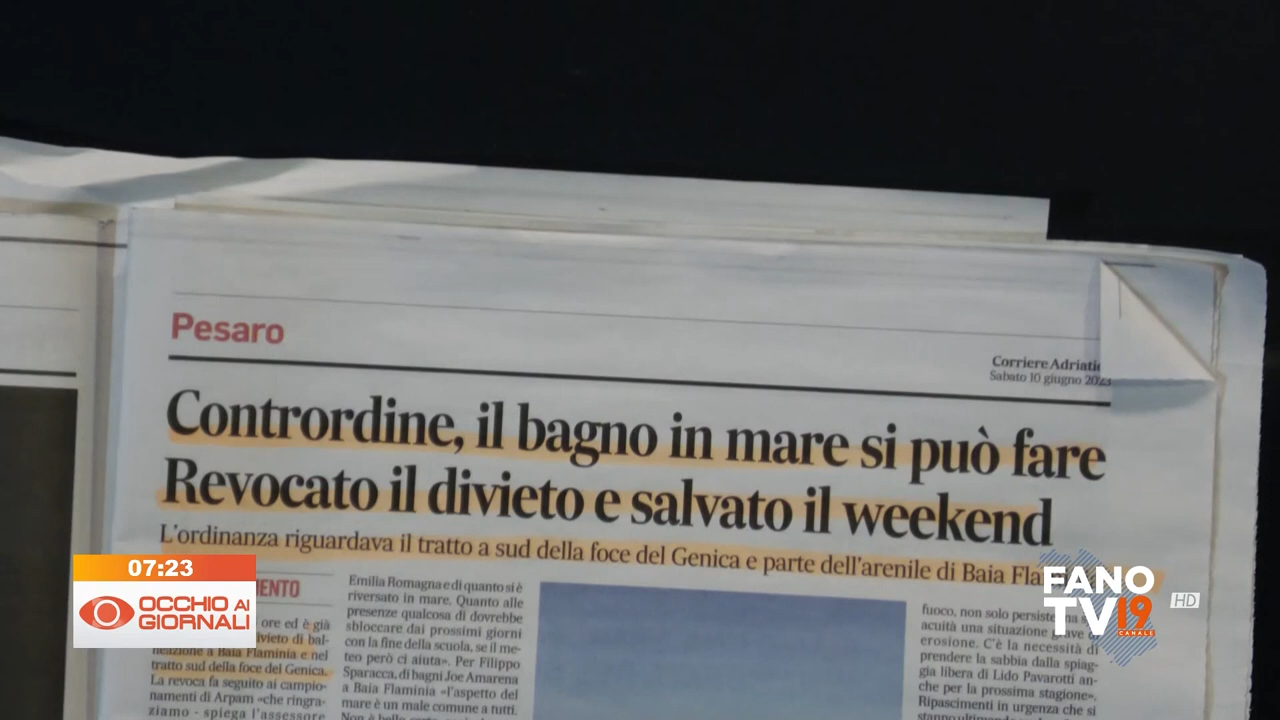 Pesaro
Corriere
Sabato 10 giugno
Contrordine, il bagno in mare si può fare
Revocato il divieto e salvato il weekend
L'ordinanza riguardava il tratto a sud della foce del Genica e parte dell'arenile di Baia
ore ed è già
di bal-
neazione a Baia Flaminia e nel
tratto sud della foce del Genica.
La revoca fa seguito ai campio-
namenti di Arpam «che ringra-
ziamo - spiega l'assessore
Emilia Romagna e di quanto si è
riversato in mare. Quanto alle
presenze qualcosa di dovrebbe
sbloccare dai prossimi giorni
con la fine della scuola, se il me-
teo però ci aiuta». Per Filippo
Sparacca, di bagni Joe Amarena
a Baia Flaminia «l'aspetto del
mare è un male comune a tutti.
fuoco, non solo
acuità una situazione
erosione. C'è la necessità di
prendere la sabbia dalla spiag-
gia libera di Lido Pavarotti an-
che per la prossima stagione».
Ripascimenti in urgenza che si
07:23
OCCHIO AI
GIORNALI
FANO
TV19
CANALE
HD